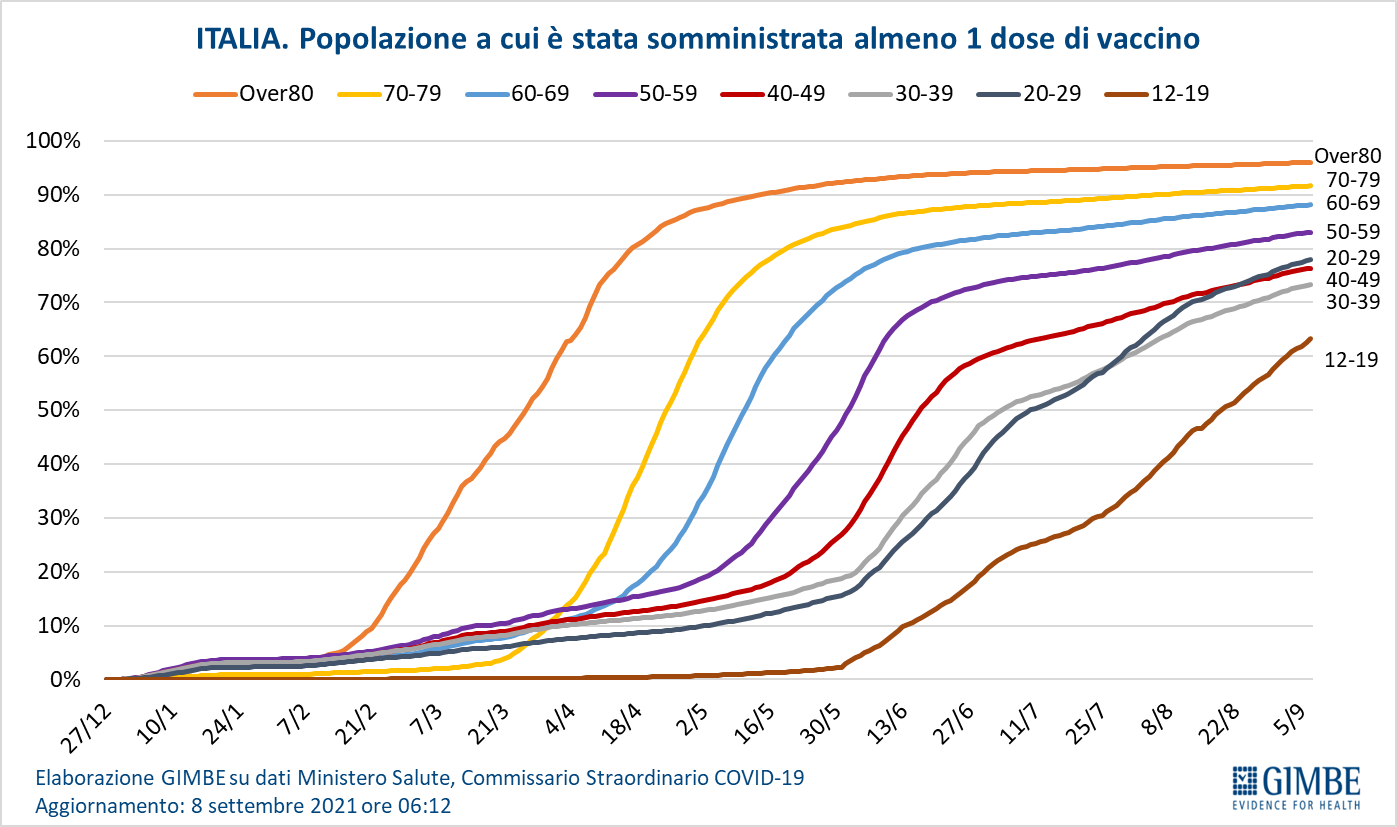 ITALIA. Popolazione a cui è stata somministrata almeno 1 dose di vaccino
Over80 70-79 60-69 50-59 40-49 30-39 20-29 12-19
100%
90%
80%
70%
60%
50%
40%
30%
20%
10%
0%
Over80
70-79
60-69
50-59
20-29
40-49
30-39
12-19
27/12 10/1 24/1 7/2 21/2 7/3 21/3 4/4 18/4 2/5 16/5 30/5 13/6 27/6 11/7 25/7 8/8 22/8 5/9
Elaborazione GIMBE su dati Ministero Salute, Commissario Straordinario COVID-19
Aggiornamento: 8 settembre 2021 ore 06:12
GIMBE
EVIDENCE FOR HEALTH